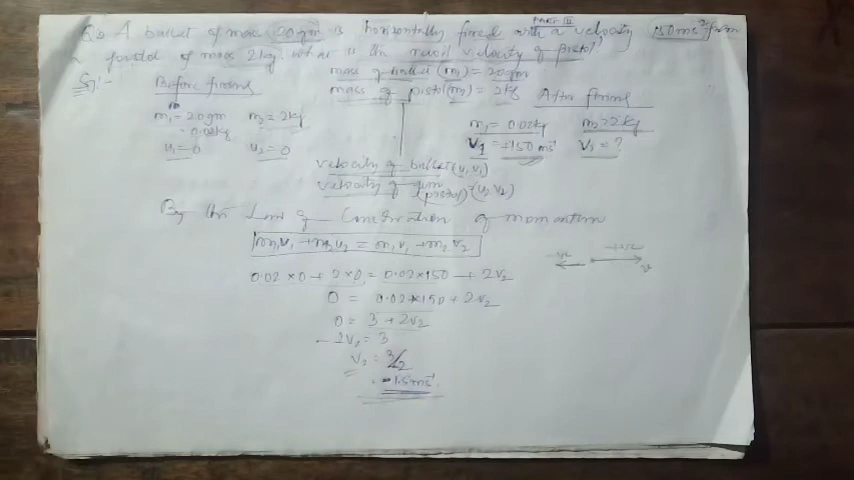 PART III
Q3 A bullet of mass 20gm is horizontally fired with a velocity 150ms⁻² from
a pistol of mass 2kg. What is the recoil velocity of pistol?
mass of bullet (m₁) = 20gm
Solⁿ:- Before firing mass of pistol (m₂) = 2kg After firing
m₁ = 20gm m₂ = 2kg m₁ = 0.02kg m₂ = 2kg
= 0.02kg v₁ = +150 ms⁻¹ v₂ = ?
u₁ = 0 u₂ = 0
velocity of bullet (u₁, v₁)
velocity of gun (pistol) (u₂, v₂)
By the Law of Conservation of momentum
m₁u₁ + m₂u₂ = m₁v₁ + m₂v₂
0.02 × 0 + 2 × 0 = 0.02 × 150 + 2v₂
0 = 0.02 × 150 + 2v₂
0 = 3 + 2v₂
- 2v₂ = 3
v₂ = 3/2
= -1.5ms⁻¹